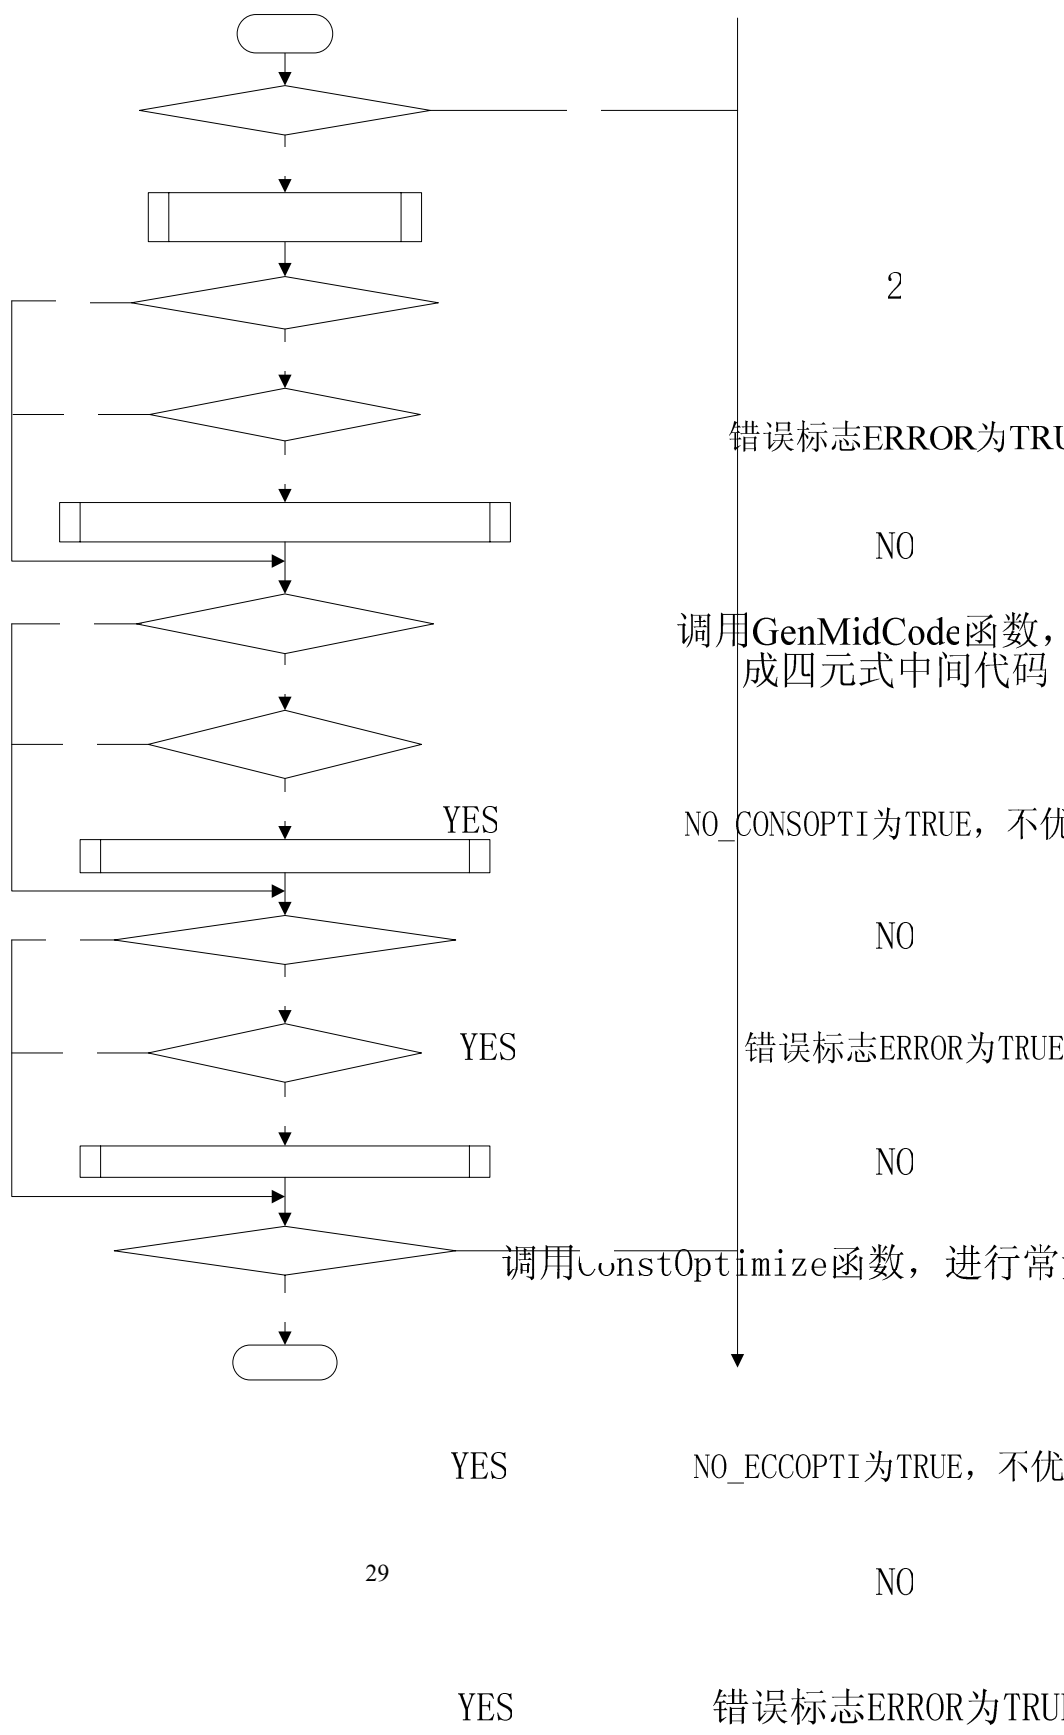 2
错误标志ERROR为TRU
NO
调用GenMidCode函数，
成四元式中间代码
YES
NO_CONSOPTI为TRUE，不优
NO
YES
错误标志ERROR为TRUE
NO
调用ConstOptimize函数，进行常
YES
NO_ECCOPTI为TRUE，不优
29
NO
YES
错误标志ERROR为TRUE